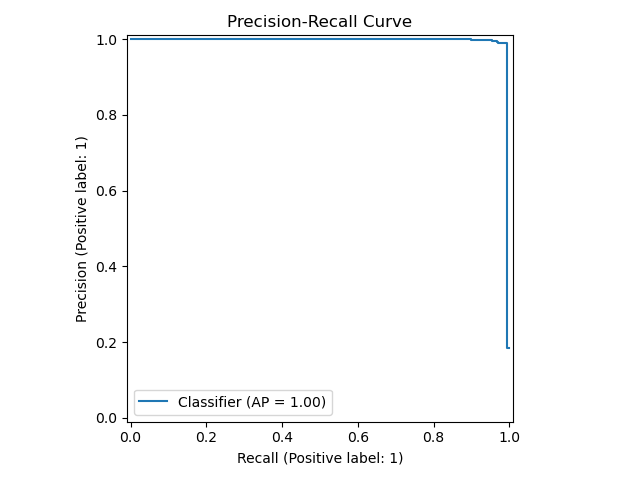 Precision-Recall Curve
1.0
0.8
0.6
0.4
0.2
0.0
Precision (Positive label: 1)
Classifier (AP = 1.00)
0.0 0.2 0.4 0.6 0.8 1.0
Recall (Positive label: 1)